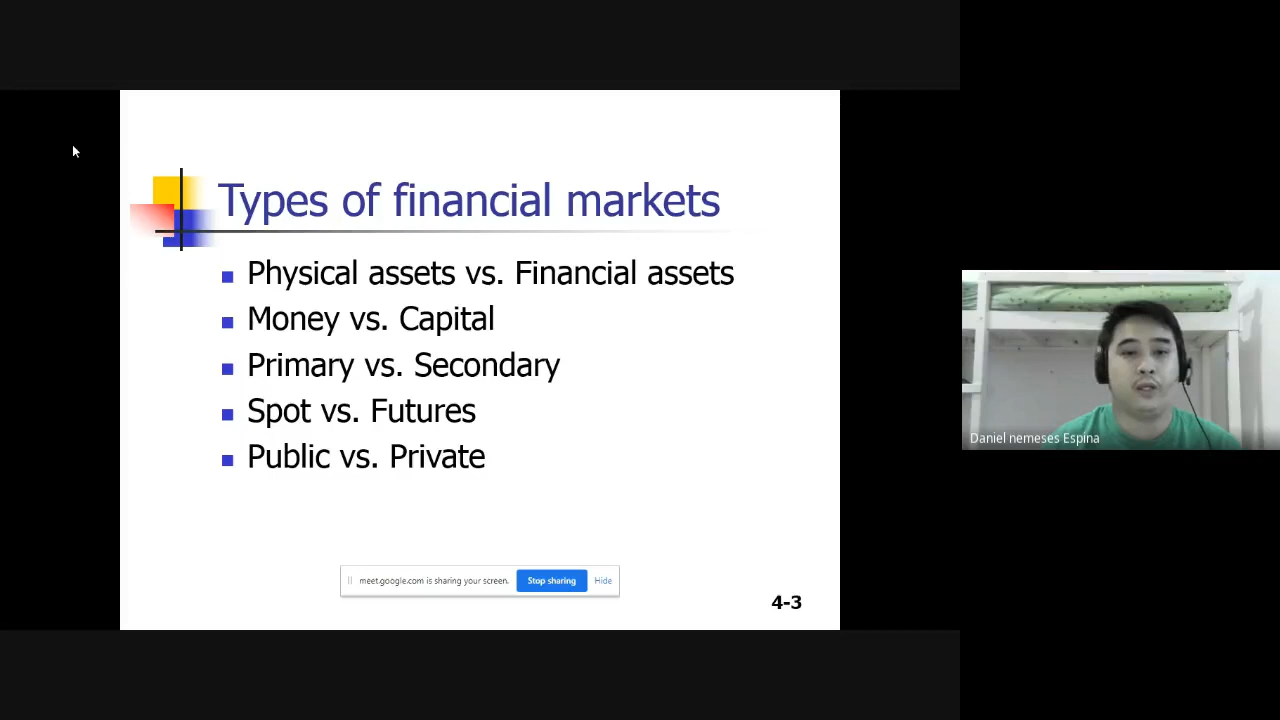 Types of financial markets
Physical assets vs. Financial assets
Money vs. Capital
Primary vs. Secondary
Spot vs. Futures
Public vs. Private
meet.google.com is sharing your screen.
Stop sharing
Hide
4-3
Daniel nemeses Espina